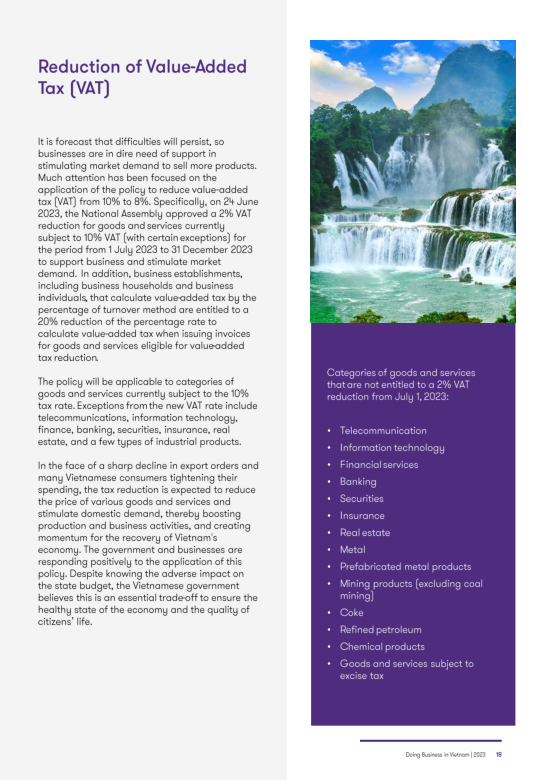 Reduction of Value-Added
Tax (VAT)
It is forecast that difficulties will persist, so
businesses are in dire need of support in
stimulating market demand to sell more products.
Much attention has been focused on the
application of the policy to reduce value-added
tax (VAT) from 10% to 8%. Specifically, on 24 June
2023, the National Assembly approved a 2% VAT
reduction for goods and services currently
subject to 10% VAT (with certain exceptions) for
the period from 1 July 2023 to 31 December 2023
to support business and stimulate market
demand. In addition, business establishments,
including business households and business
individuals, that calculate value-added tax by the
percentage of turnover method are entitled to a
20% reduction of the percentage rate to
calculate value-added tax when issuing invoices
for goods and services eligible for value-added
tax reduction.
The policy will be applicable to categories of
goods and services currently subject to the 10%
tax rate. Exceptions from the new VAT rate include
telecommunications, information technology,
finance, banking, securities, insurance, real
estate, and a few types of industrial products.
In the face of a sharp decline in export orders and
many Vietnamese consumers tightening their
spending, the tax reduction is expected to reduce
the price of various goods and services and
stimulate domestic demand, thereby boosting
production and business activities, and creating
momentum for the recovery of Vietnam's
economy. The government and businesses are
responding positively to the application of this
policy. Despite knowing the adverse impact on
the state budget, the Vietnamese government
believes this is an essential trade-off to ensure the
healthy state of the economy and the quality of
citizens' life.
Categories of goods and services
that are not entitled to a 2% VAT
reduction from July 1, 2023:
• Telecommunication
• Information technology
• Financial services
• Banking
• Securities
• Insurance
• Real estate
• Metal
• Prefabricated metal products
• Mining products (excluding coal
mining)
• Coke
• Refined petroleum
• Chemical products
• Goods and services subject to
excise tax
Doing Business in Vietnam | 2023 18